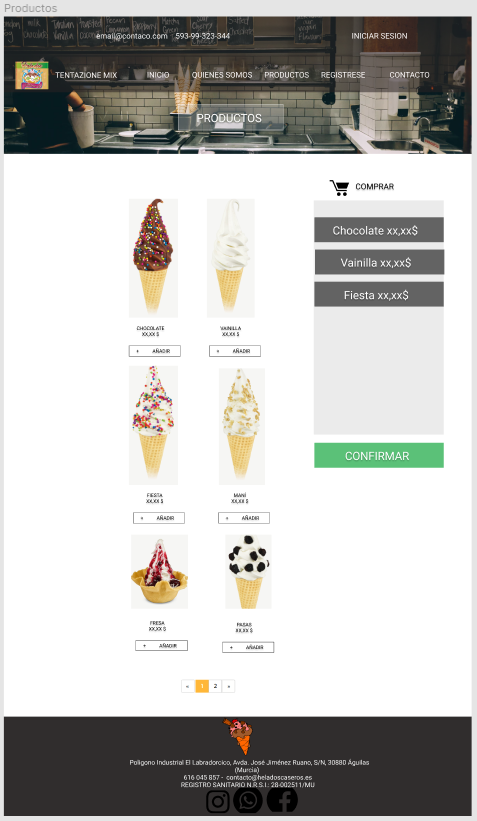 Productos
email@contaco.com 593-99-323-344
INICIAR SESION
TENTAZIONE MIX
INICIO
QUIENES SOMOS
PRODUCTOS
REGISTRESE
CONTACTO
PRODUCTOS
COMPRAR
Chocolate xx,xx$
Vainilla xx,xx$
Fiesta xx,xx$
CONFIRMAR
CHOCOLATE
XX,XX $
+ AÑADIR
VAINILLA
XX,XX $
+ AÑADIR
FIESTA
XX,XX $
+ AÑADIR
MANÍ
XX,XX $
+ AÑADIR
FRESA
XX,XX $
+ AÑADIR
PASAS
XX,XX $
+ AÑADIR
« 1 2 »
Poligono Industrial El Labradorcico, Avda. José Jiménez Ruano, S/N, 30880 Águilas
(Murcia)
616 045 857 - contacto@heladoscaseros.es
REGISTRO SANITARIO N.R.S.I.: 28-002511/MU